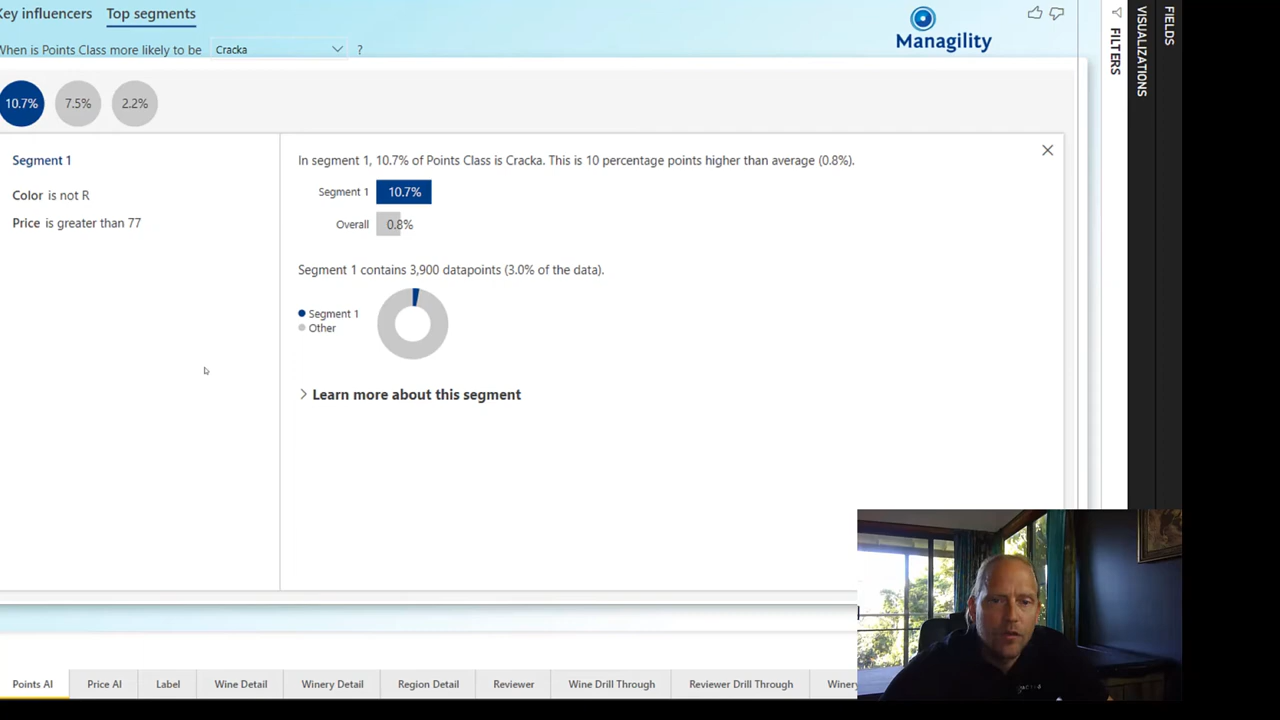 Key influencers
Top segments
When is Points Class more likely to be
Cracka
?
Managility
10.7%
7.5%
2.2%
Segment 1
Color is not R
Price is greater than 77
In segment 1, 10.7% of Points Class is Cracka. This is 10 percentage points higher than average (0.8%).
Segment 1
10.7%
Overall
0.8%
Segment 1 contains 3,900 datapoints (3.0% of the data).
Segment 1
Other
Learn more about this segment
FILTERS
VISUALIZATIONS
FIELDS
Points AI
Price AI
Label
Wine Detail
Winery Detail
Region Detail
Reviewer
Wine Drill Through
Reviewer Drill Through
Winery